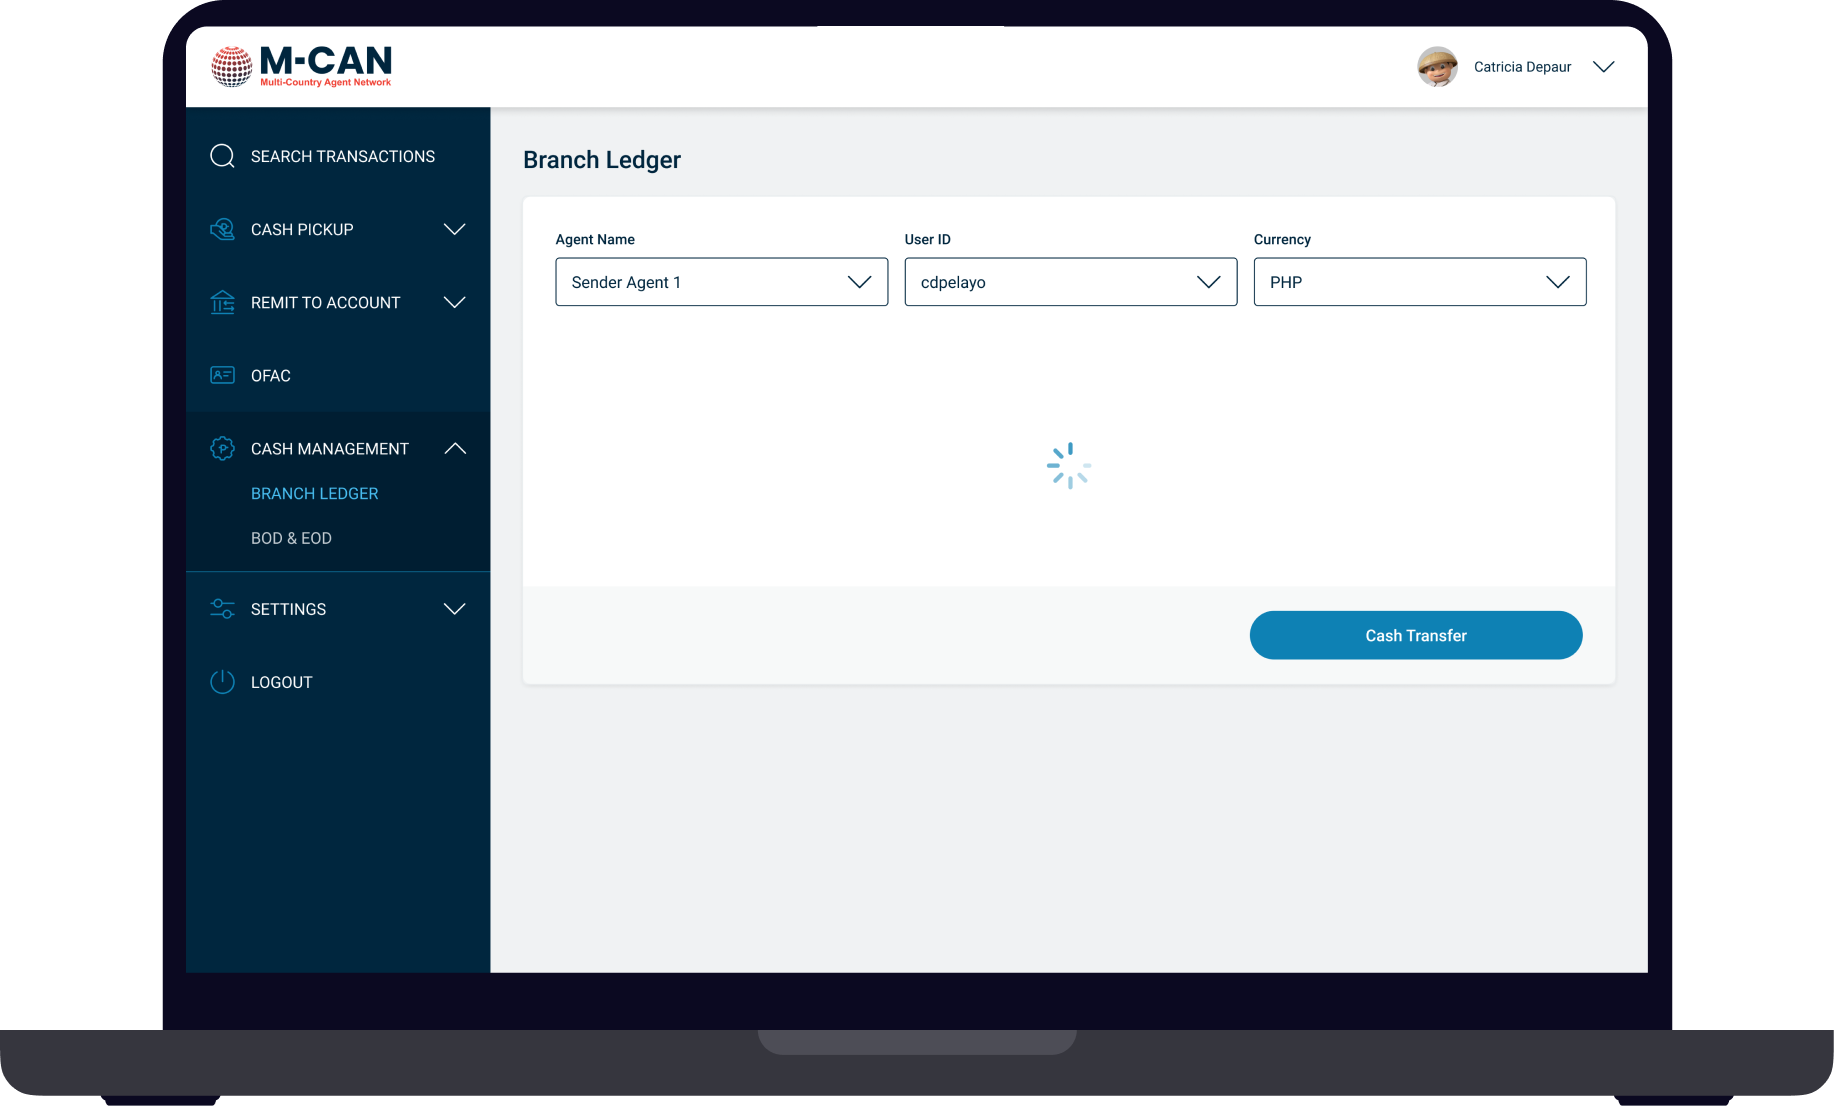 M-CAN
Multi-Country Agent Network
Catricia Depaur
SEARCH TRANSACTIONS
CASH PICKUP
REMIT TO ACCOUNT
OFAC
CASH MANAGEMENT
BRANCH LEDGER
BOD & EOD
SETTINGS
LOGOUT
Branch Ledger
Agent Name
Sender Agent 1
User ID
cdpelayo
Currency
PHP
Cash Transfer